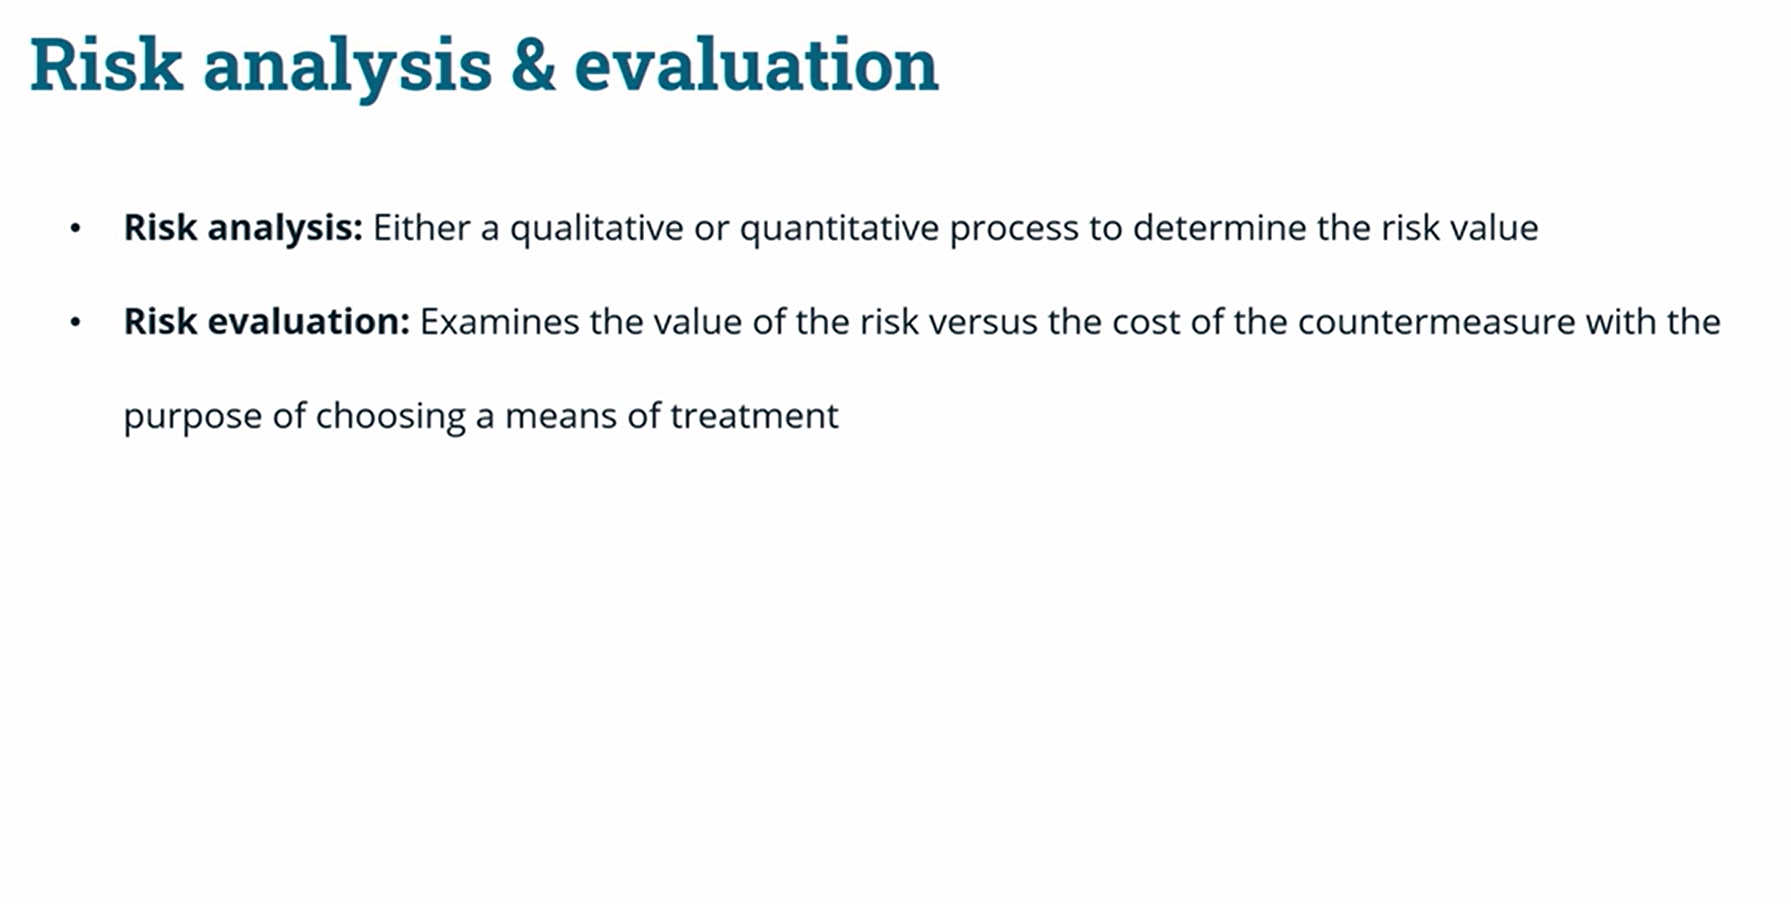 Risk analysis & evaluation
• Risk analysis: Either a qualitative or quantitative process to determine the risk value
• Risk evaluation: Examines the value of the risk versus the cost of the countermeasure with the
purpose of choosing a means of treatment